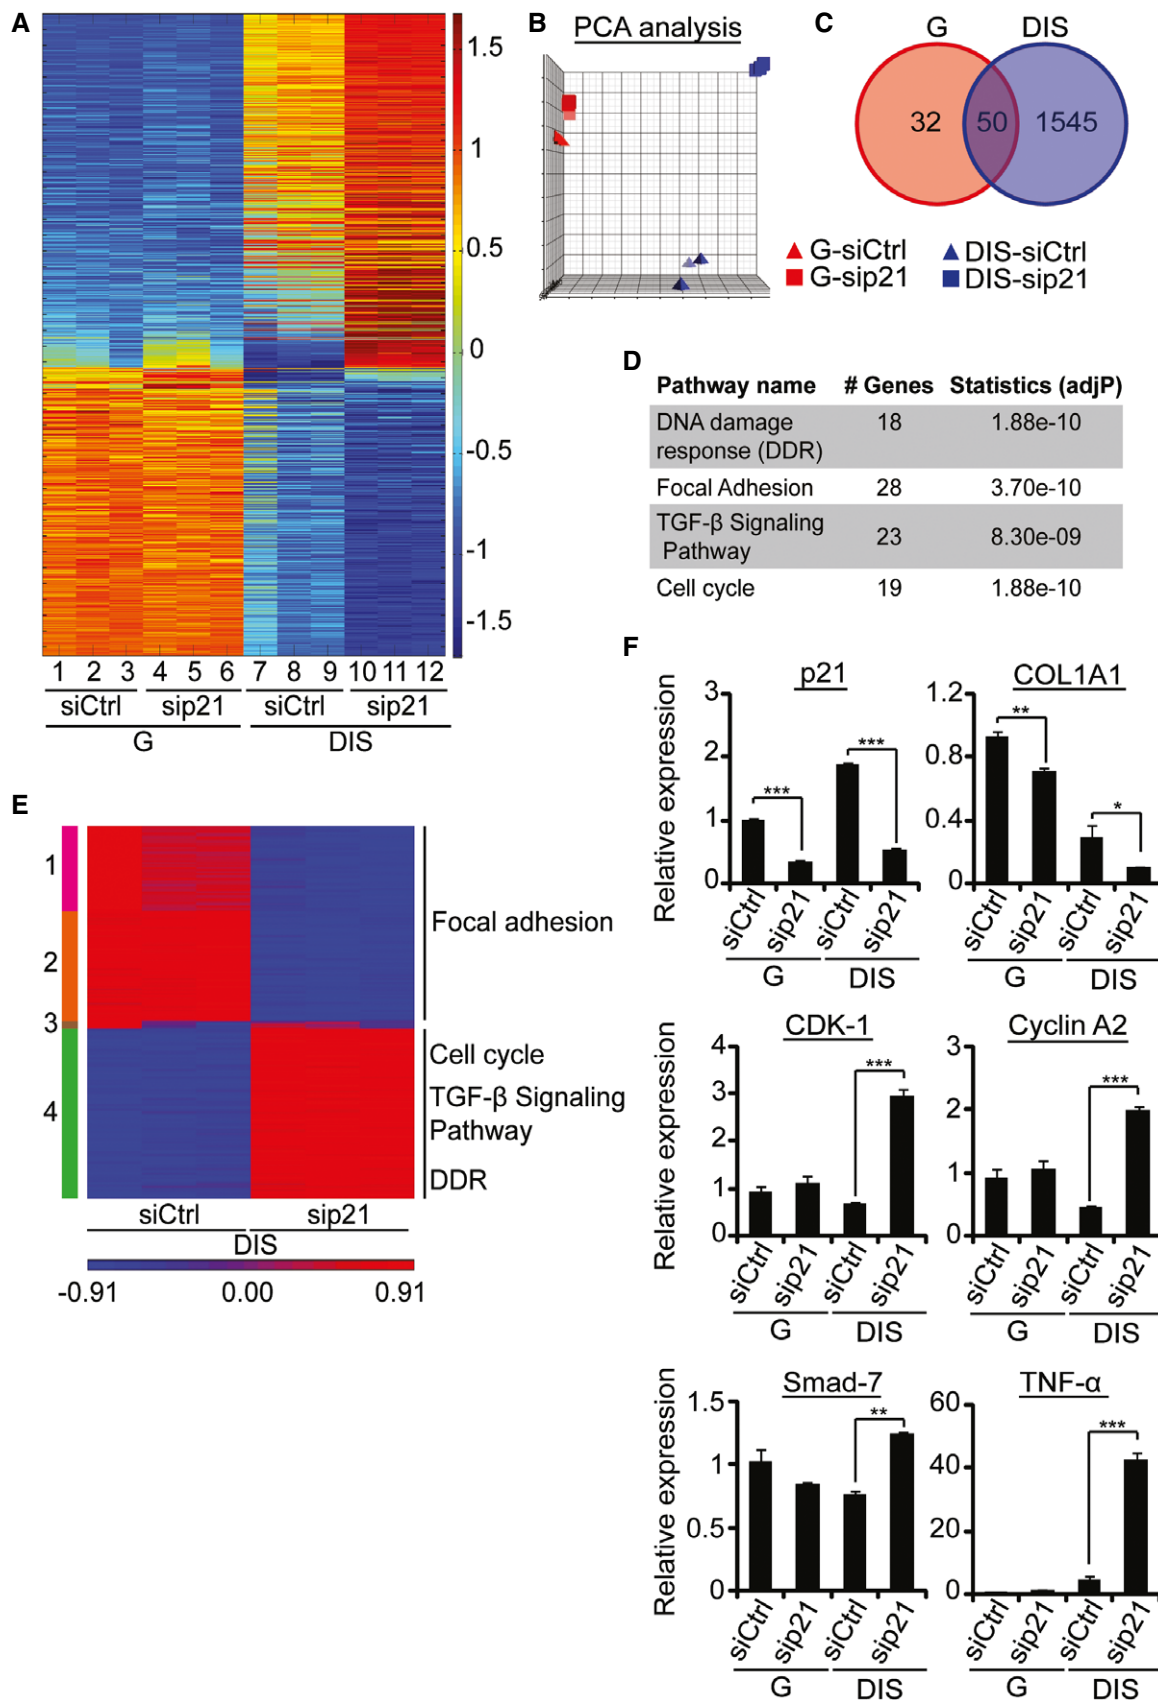 A
1.5
1
0.5
0
-0.5
-1
-1.5
1 2 3 4 5 6 7 8 9 10 11 12
siCtrl sip21 siCtrl sip21
G DIS
B
PCA analysis
G-siCtrl DIS-siCtrl
G-sip21 DIS-sip21
C
G DIS
32 50 1545
D
Pathway name # Genes Statistics (adjP)
DNA damage
response (DDR) 18 1.88e-10
Focal Adhesion 28 3.70e-10
TGF-β Signaling
Pathway 23 8.30e-09
Cell cycle 19 1.88e-10
E
1
2
3
4
Focal adhesion
Cell cycle
TGF-β Signaling
Pathway
DDR
siCtrl sip21
DIS
-0.91 0.00 0.91
F
p21
Relative expression
3
2
1
0
***
***
siCtrl sip21 siCtrl sip21
G DIS
COL1A1
1.2
0.8
0.4
0
**
*
siCtrl sip21 siCtrl sip21
G DIS
CDK-1
Relative expression
4
3
2
1
0
***
siCtrl sip21 siCtrl sip21
G DIS
Cyclin A2
3
2
1
0
***
siCtrl sip21 siCtrl sip21
G DIS
Smad-7
Relative expression
1.5
1
0.5
0
**
siCtrl sip21 siCtrl sip21
G DIS
TNF-α
60
40
20
0
***
siCtrl sip21 siCtrl sip21
G DIS